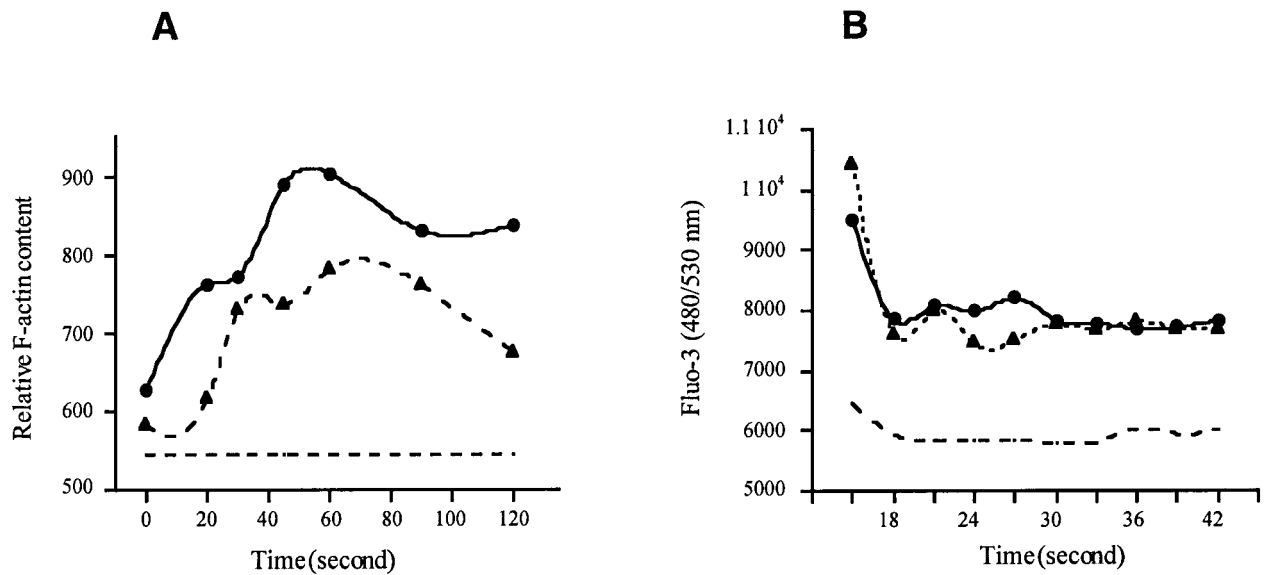 A
Relative F-actin content
900
800
700
600
500
0 20 40 60 80 100 120
Time (second)
B
Fluo-3 (480/530 nm)
1.1 10⁴
1 10⁴
9000
8000
7000
6000
5000
18 24 30 36 42
Time (second)